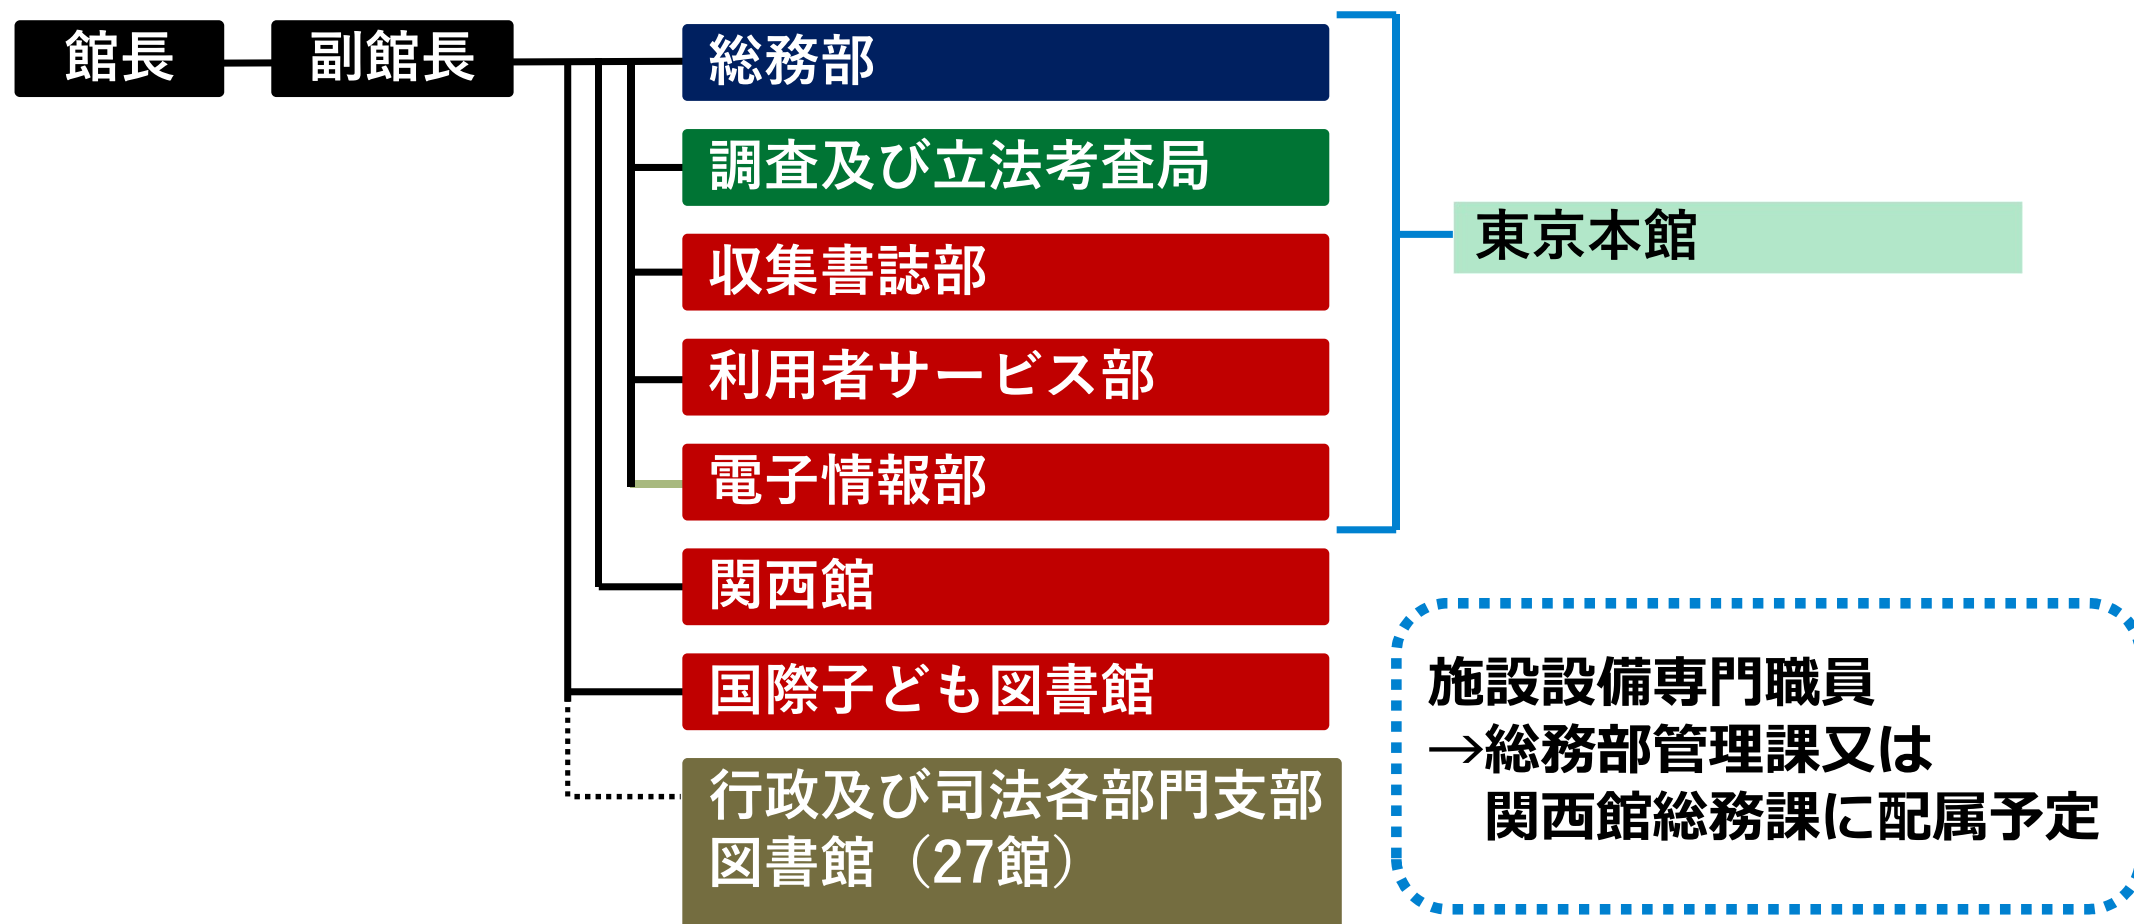 館長
副館長
総務部
調査及び立法考査局
収集書誌部
利用者サービス部
電子情報部
関西館
国際子ども図書館
行政及び司法各部門支部
図書館（27館）
東京本館
施設設備専門職員
→総務部管理課又は
関西館総務課に配属予定